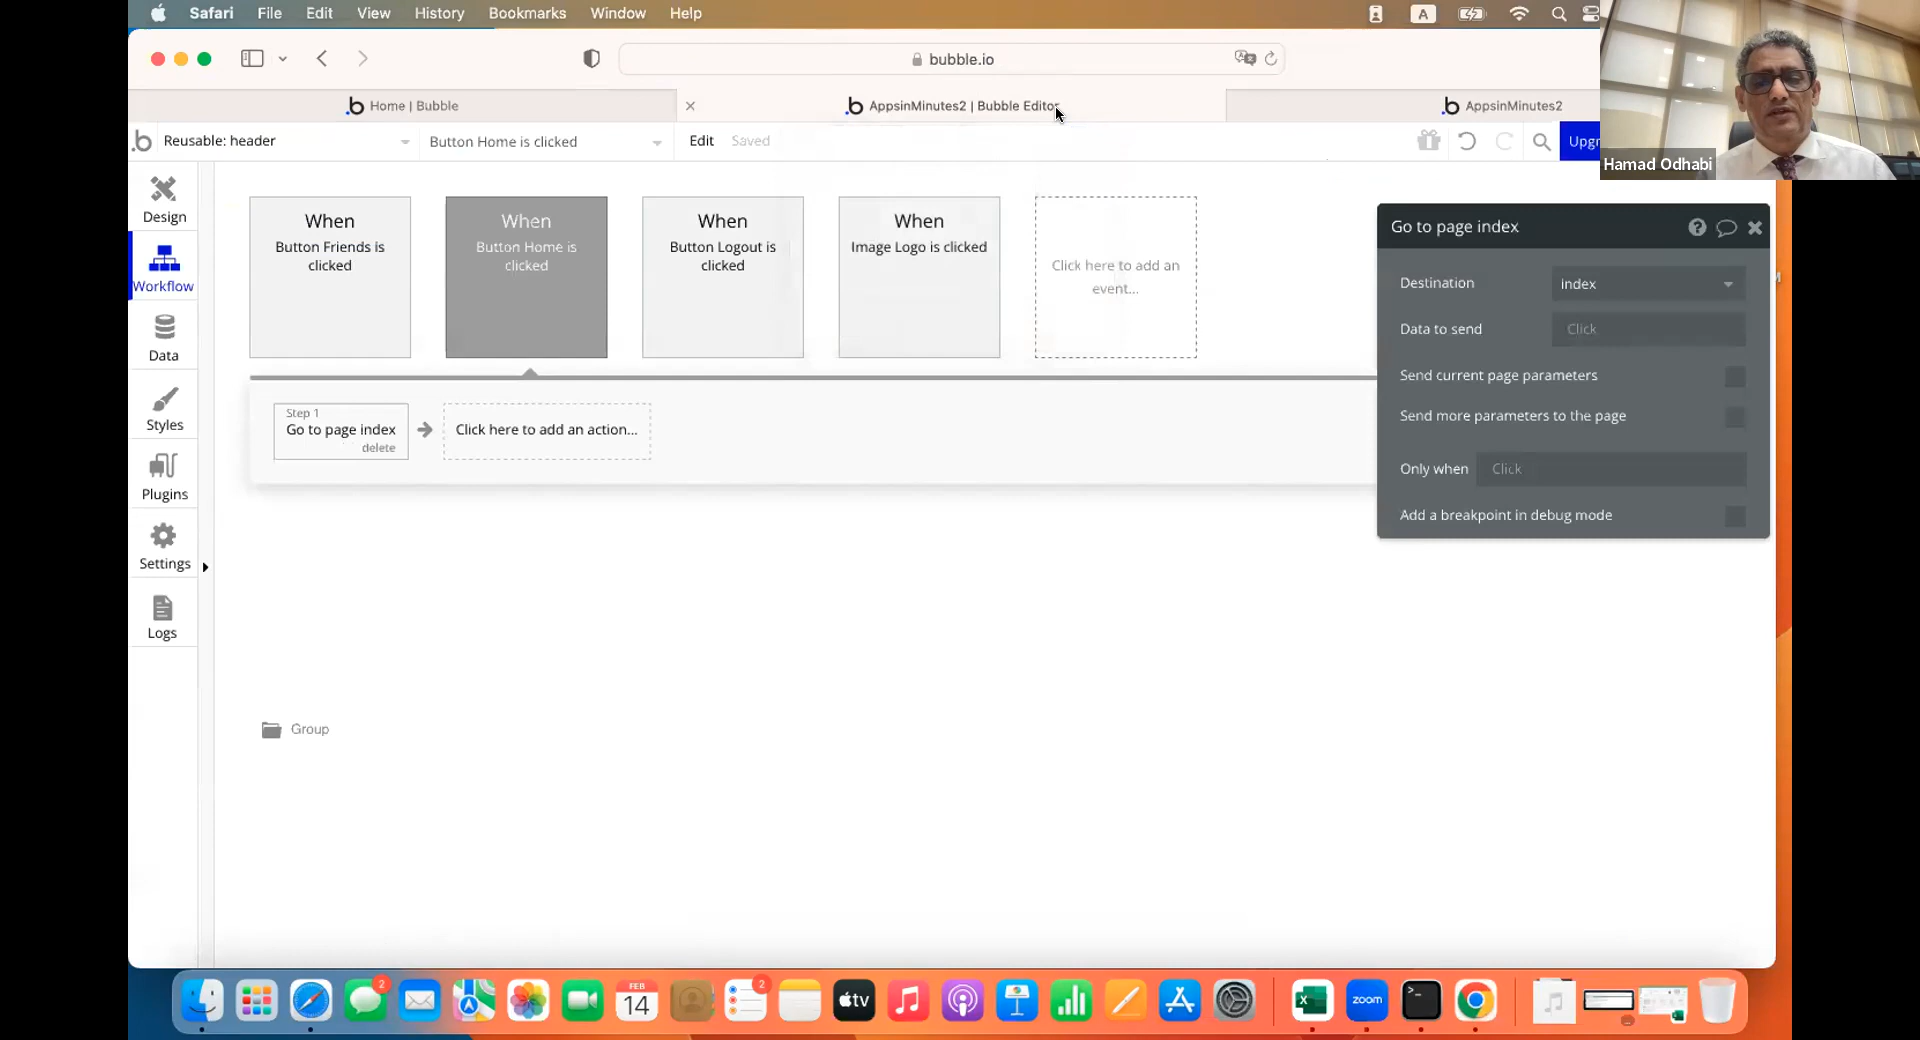 Safari File Edit View History Bookmarks Window Help
A
bubble.io
Home | Bubble
AppsinMinutes2 | Bubble Editor
AppsinMinutes2
Reusable: header
Button Home is clicked
Edit
Saved
Upgr
Hamad Odhabi
Design
Workflow
Data
Styles
Plugins
Settings
Logs
When
Button Friends is
clicked
When
Button Home is
clicked
When
Button Logout is
clicked
When
Image Logo is clicked
Click here to add an
event...
Step 1
Go to page index
delete
Click here to add an action...
Group
Go to page index
Destination
index
Data to send
Click
Send current page parameters
Send more parameters to the page
Only when
Click
Add a breakpoint in debug mode
2
FEB
14
2
tv
zoom